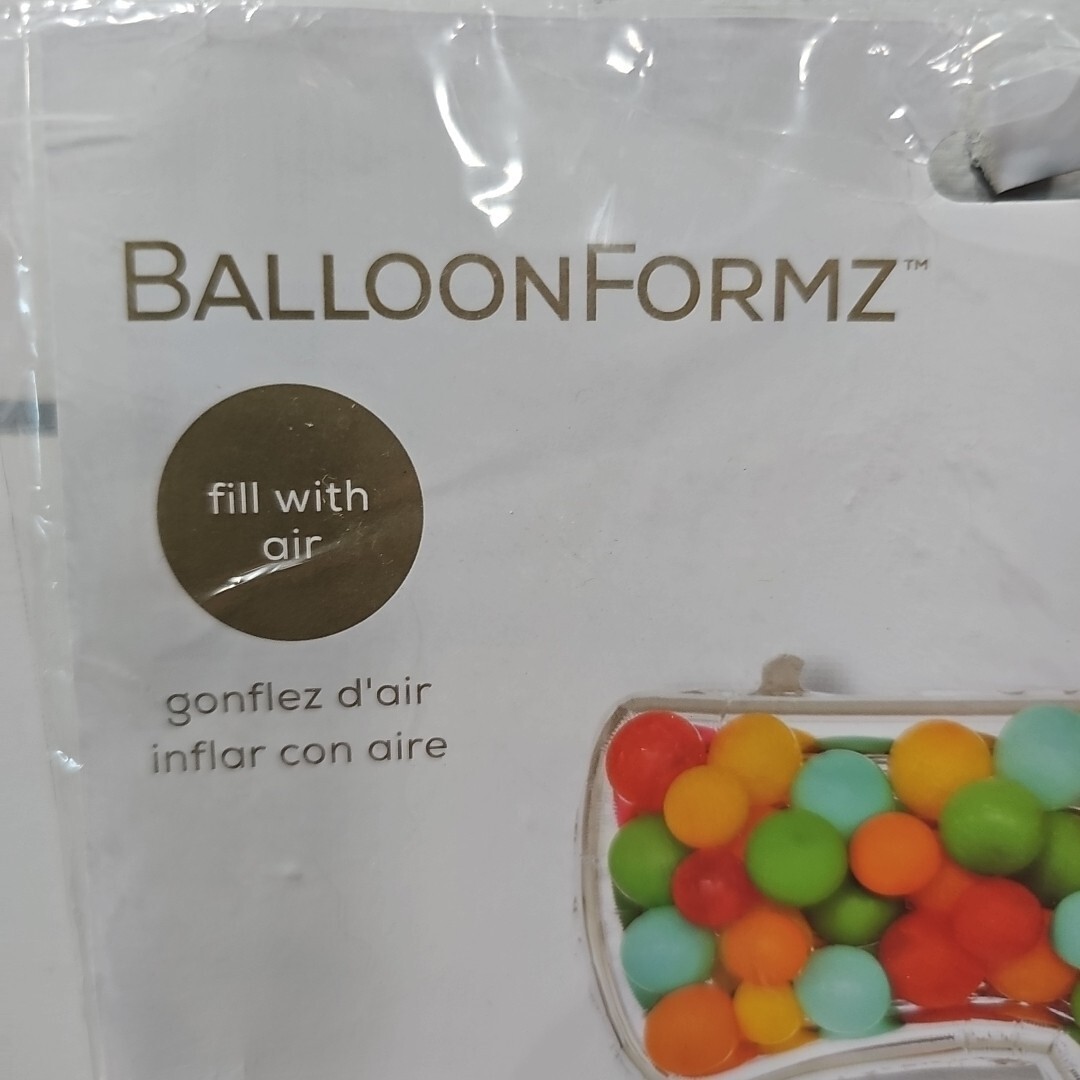 BALLOONFORMZ™
fill with
air
gonflez d'air
inflar con aire